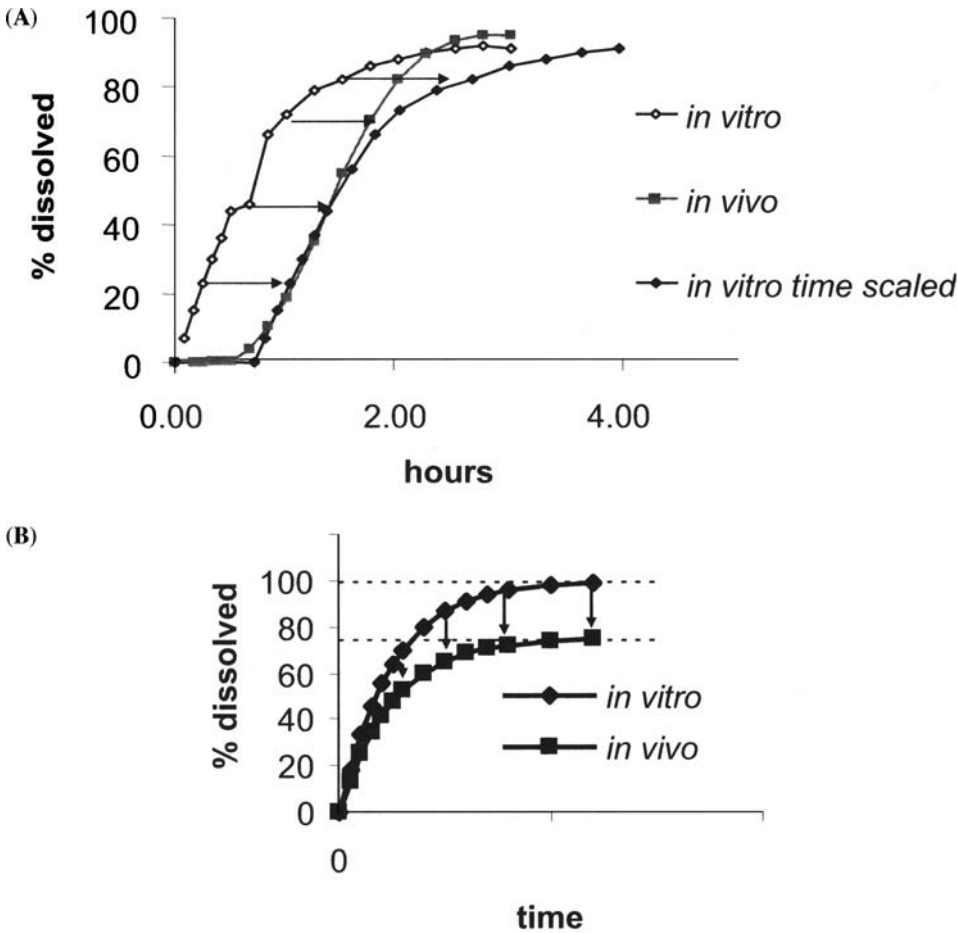 (A)
100
80
60
40
20
0
% dissolved
0.00
2.00
4.00
hours
in vitro
in vivo
in vitro time scaled
(B)
100
80
60
40
20
0
% dissolved
0
time
in vitro
in vivo